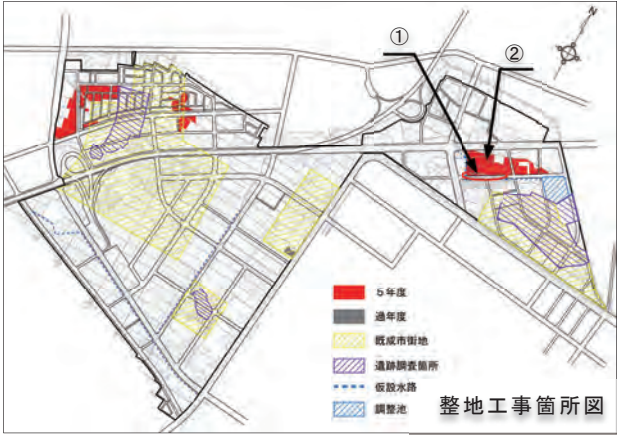 ① ②
N
5年度
過年度
既成市街地
遺跡調査箇所
仮設水路
調整池
整地工事箇所図